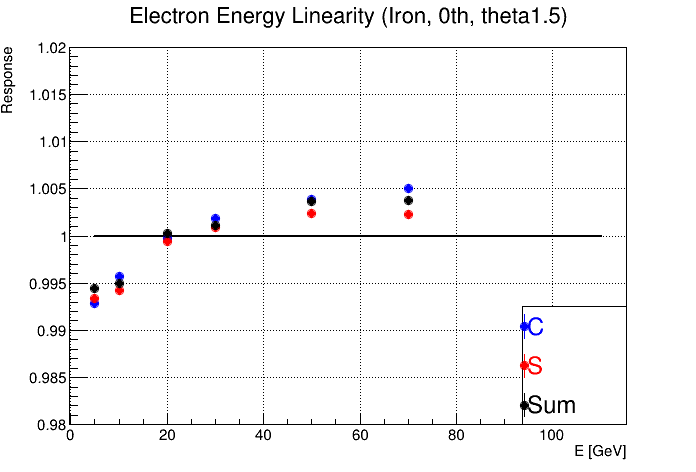 Electron Energy Linearity (Iron, 0th, theta1.5)
Response
1.02
1.015
1.01
1.005
1
0.995
0.99
0.985
0.98
C
S
Sum
0 20 40 60 80 100
E [GeV]